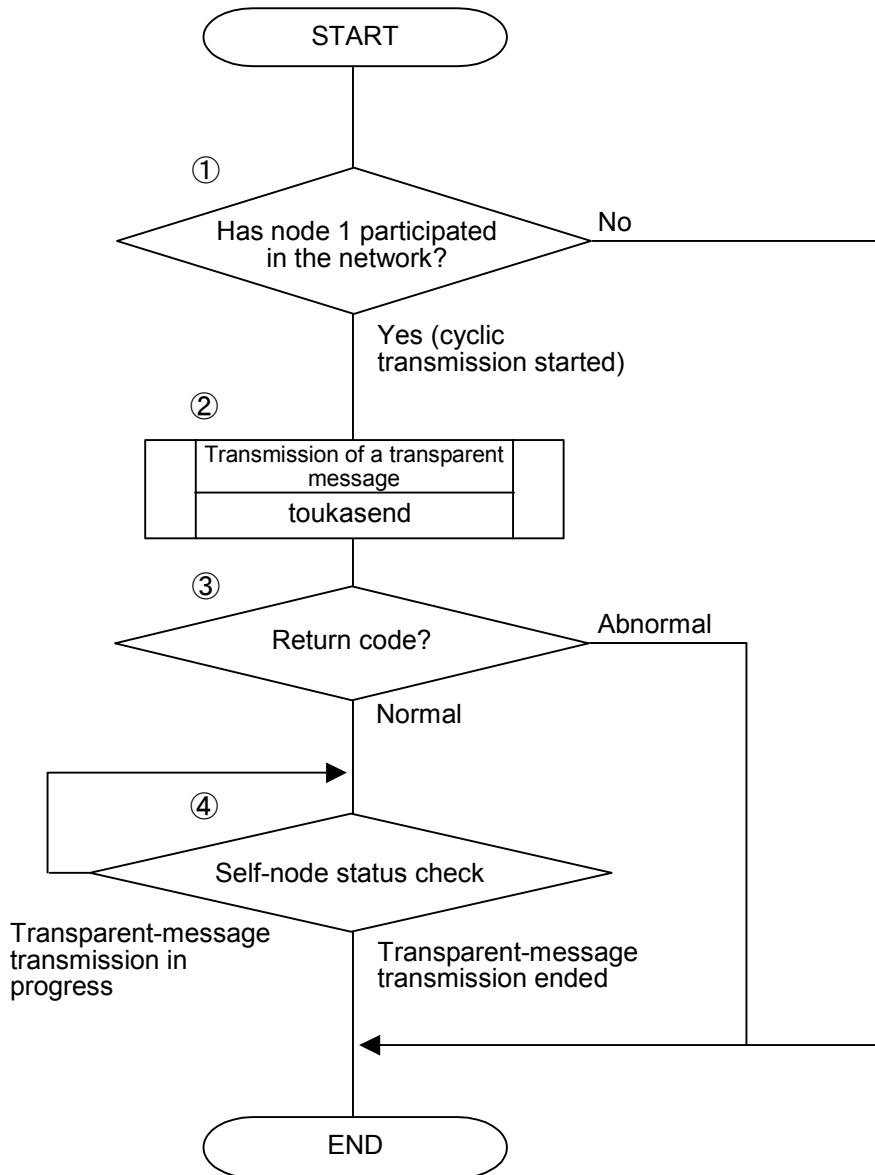 START
①
Has node 1 participated
in the network?
No
Yes (cyclic
transmission started)
②
Transmission of a transparent
message
toukasend
③
Return code?
Abnormal
Normal
④
Self-node status check
Transparent-message
transmission in
progress
Transparent-message
transmission ended
END